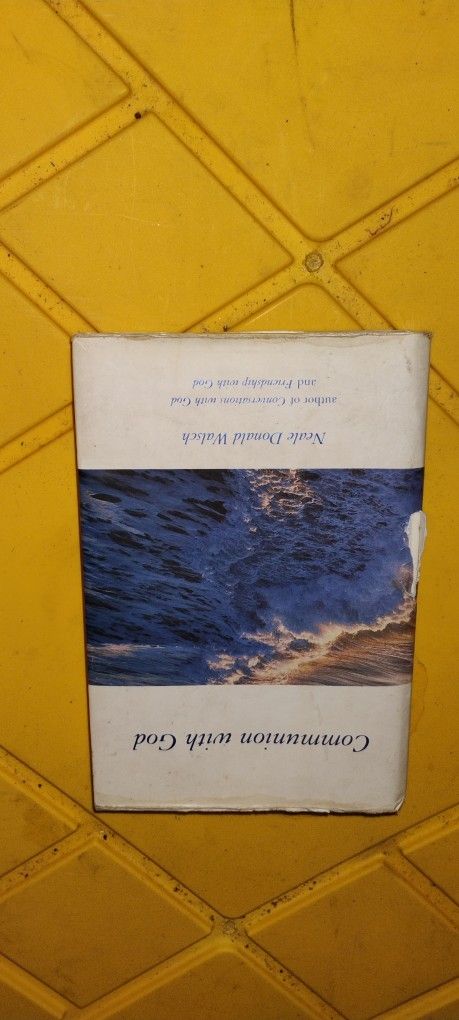 Communion with God
Neale Donald Walsch
author of Conversations with God
and Friendship with God